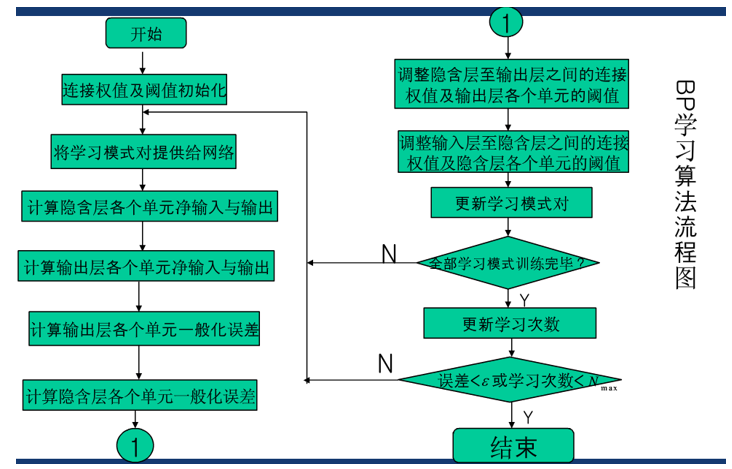 开始
连接权值及阈值初始化
将学习模式对提供给网络
计算隐含层各个单元净输入与输出
计算输出层各个单元净输入与输出
计算输出层各个单元一般化误差
计算隐含层各个单元一般化误差
1
1
调整隐含层至输出层之间的连接
权值及输出层各个单元的阈值
调整输入层至隐含层之间的连接
权值及隐含层各个单元的阈值
更新学习模式对
全部学习模式训练完毕?
N
Y
更新学习次数
误差<ε或学习次数<Nmax
N
Y
结束
BP学习算法流程图